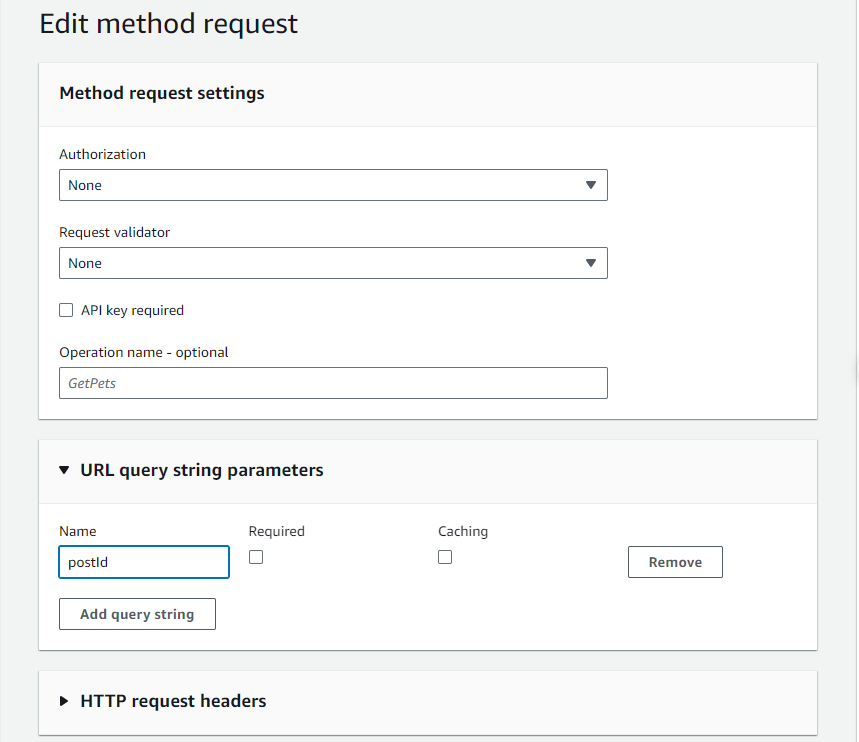 Edit method request
Method request settings
Authorization
None
Request validator
None
API key required
Operation name - optional
GetPets
URL query string parameters
Name Required Caching
postId Remove
Add query string
HTTP request headers